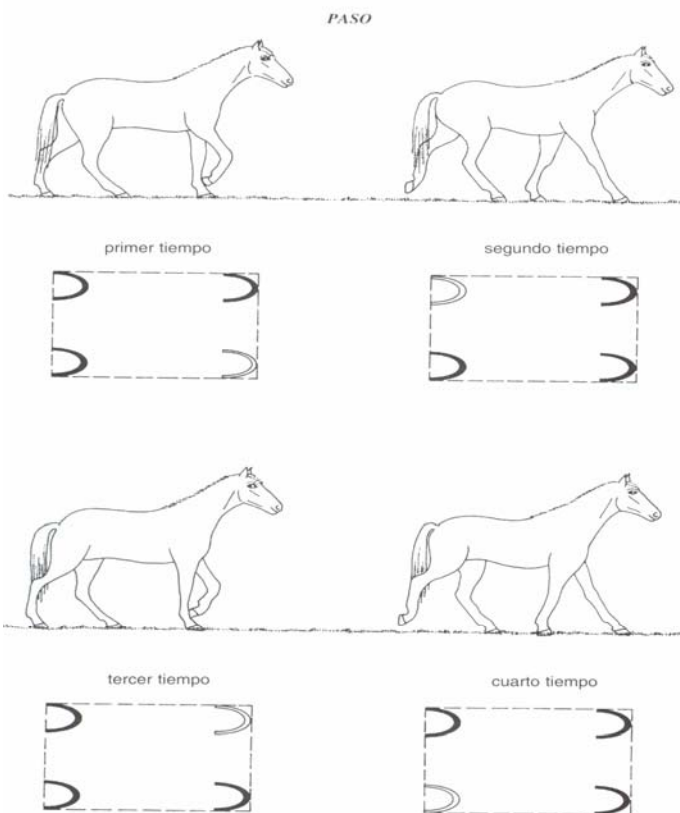 PASO
primer tiempo
segundo tiempo
tercer tiempo
cuarto tiempo